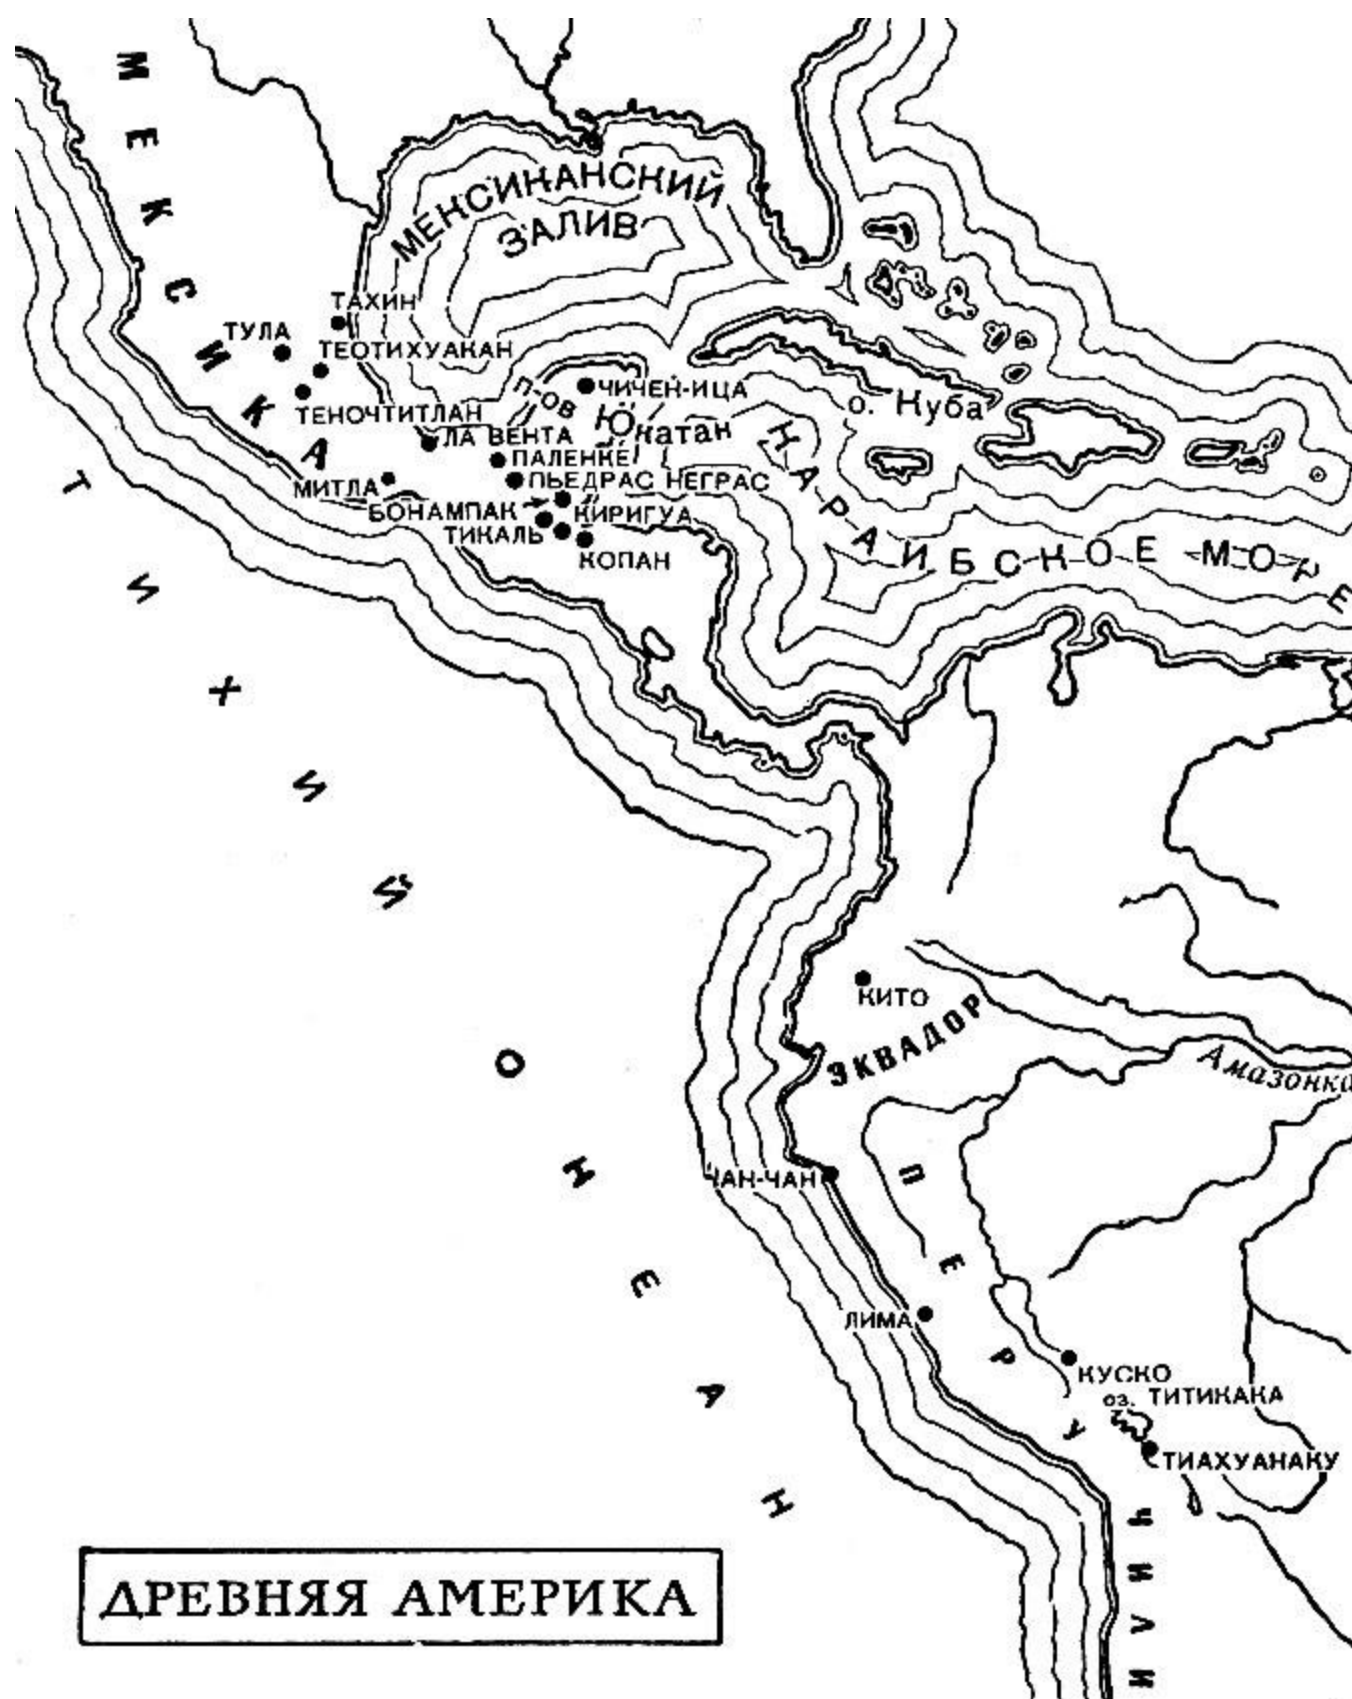 МЕКСИКА
МЕКСИКАНСКИЙ
ЗАЛИВ
ТАХИН
ТУЛА
ТЕОТИХУАКАН
ТЕНОЧТИТЛАН
ЧИЧЕН-ИЦА
П-ОВ
Юкатан
о. Куба
ЛА ВЕНТА
ПАЛЕНКЕ
МИТЛА
ПЬЕДРАС НЕГРАС
БОНАМПАК
КИРИГУА
ТИКАЛЬ
КОПАН
КАРАИБСКОЕ МОРЕ
ТИХИЙ ОКЕАН
КИТО
ЭКВАДОР
Амазонка
ЧАН-ЧАН
ПЕРУ
ЛИМА
КУСКО
оз. ТИТИКАКА
ТИАХУАНАКУ
ЧИЛИ
ДРЕВНЯЯ АМЕРИКА